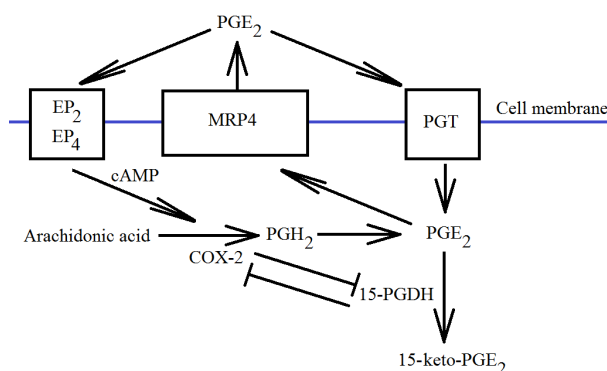 PGE2
EP2
EP4
MRP4
PGT
Cell membrane
cAMP
Arachidonic acid
PGH2
PGE2
COX-2
15-PGDH
15-keto-PGE2